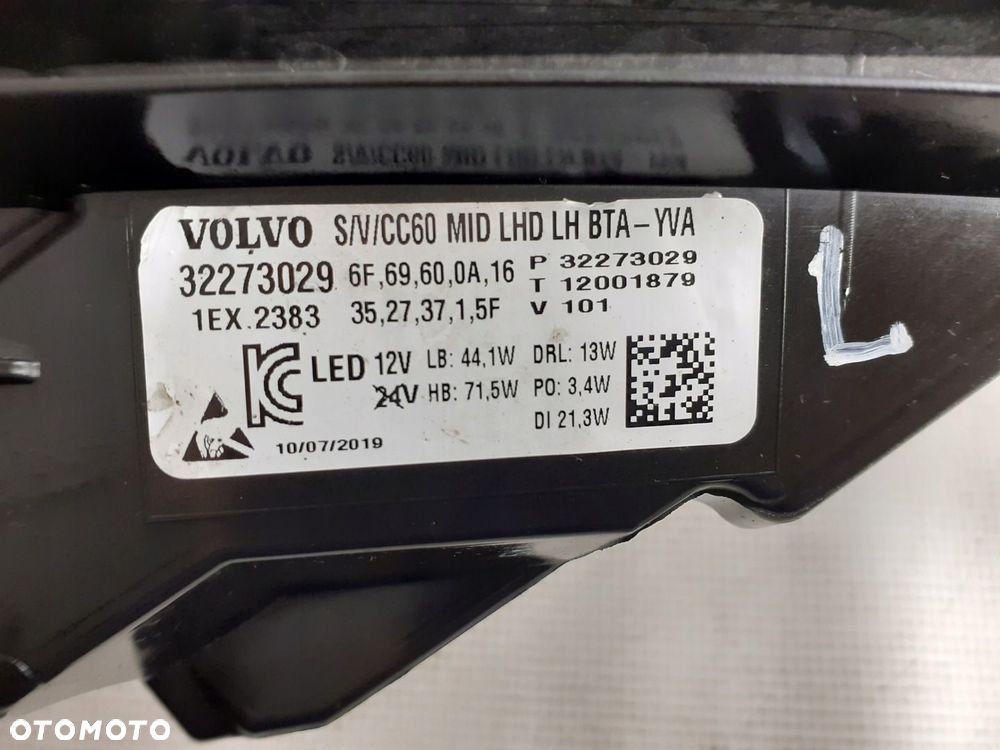 VOLVO S/V/CC60 MID LHD LH BTA-YVA
32273029 6F,69,60,0A,16 P 32273029
T 12001879
1EX.2383 35,27,37,1,5F V 101
LED 12V LB: 44,1W DRL: 13W
24V HB: 71,5W PO: 3,4W
DI 21,3W
10/07/2019
L
OTOMOTO